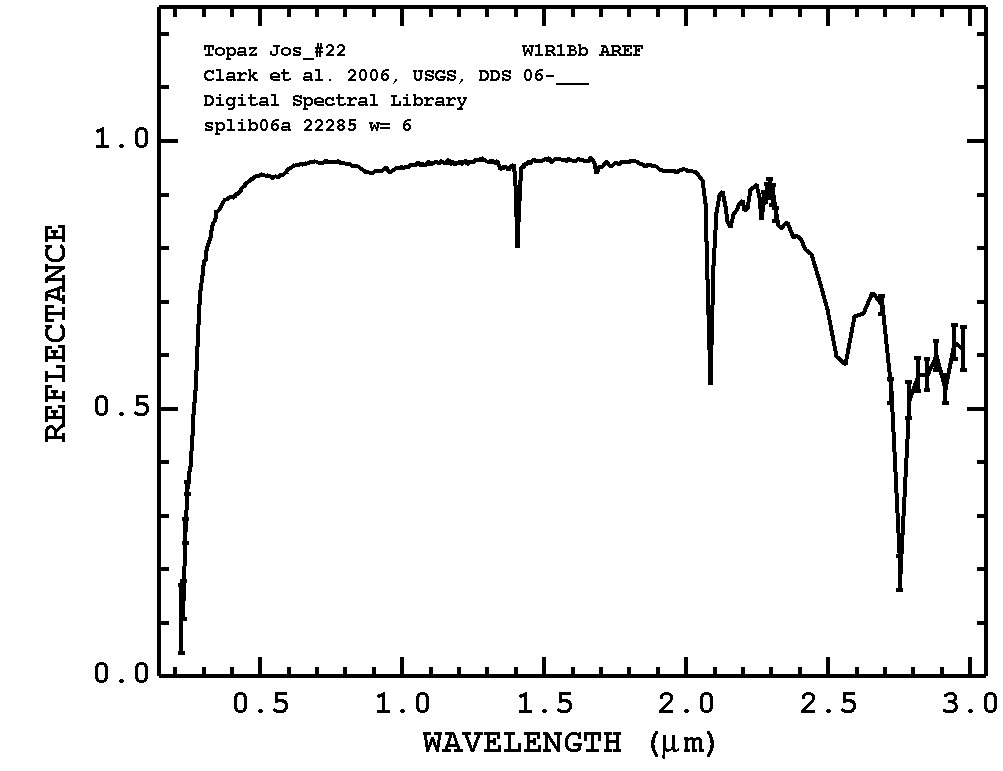 Topaz Jos_#22 W1R1Bb AREF
Clark et al. 2006, USGS, DDS 06-___
Digital Spectral Library
splib06a 22285 w= 6
1.0
0.5
0.0
REFLECTANCE
0.5 1.0 1.5 2.0 2.5 3.0
WAVELENGTH (μm)